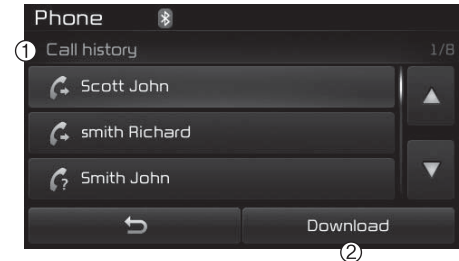 Phone
① Call history 1/8
Scott John
smith Richard
Smith John
Download
②